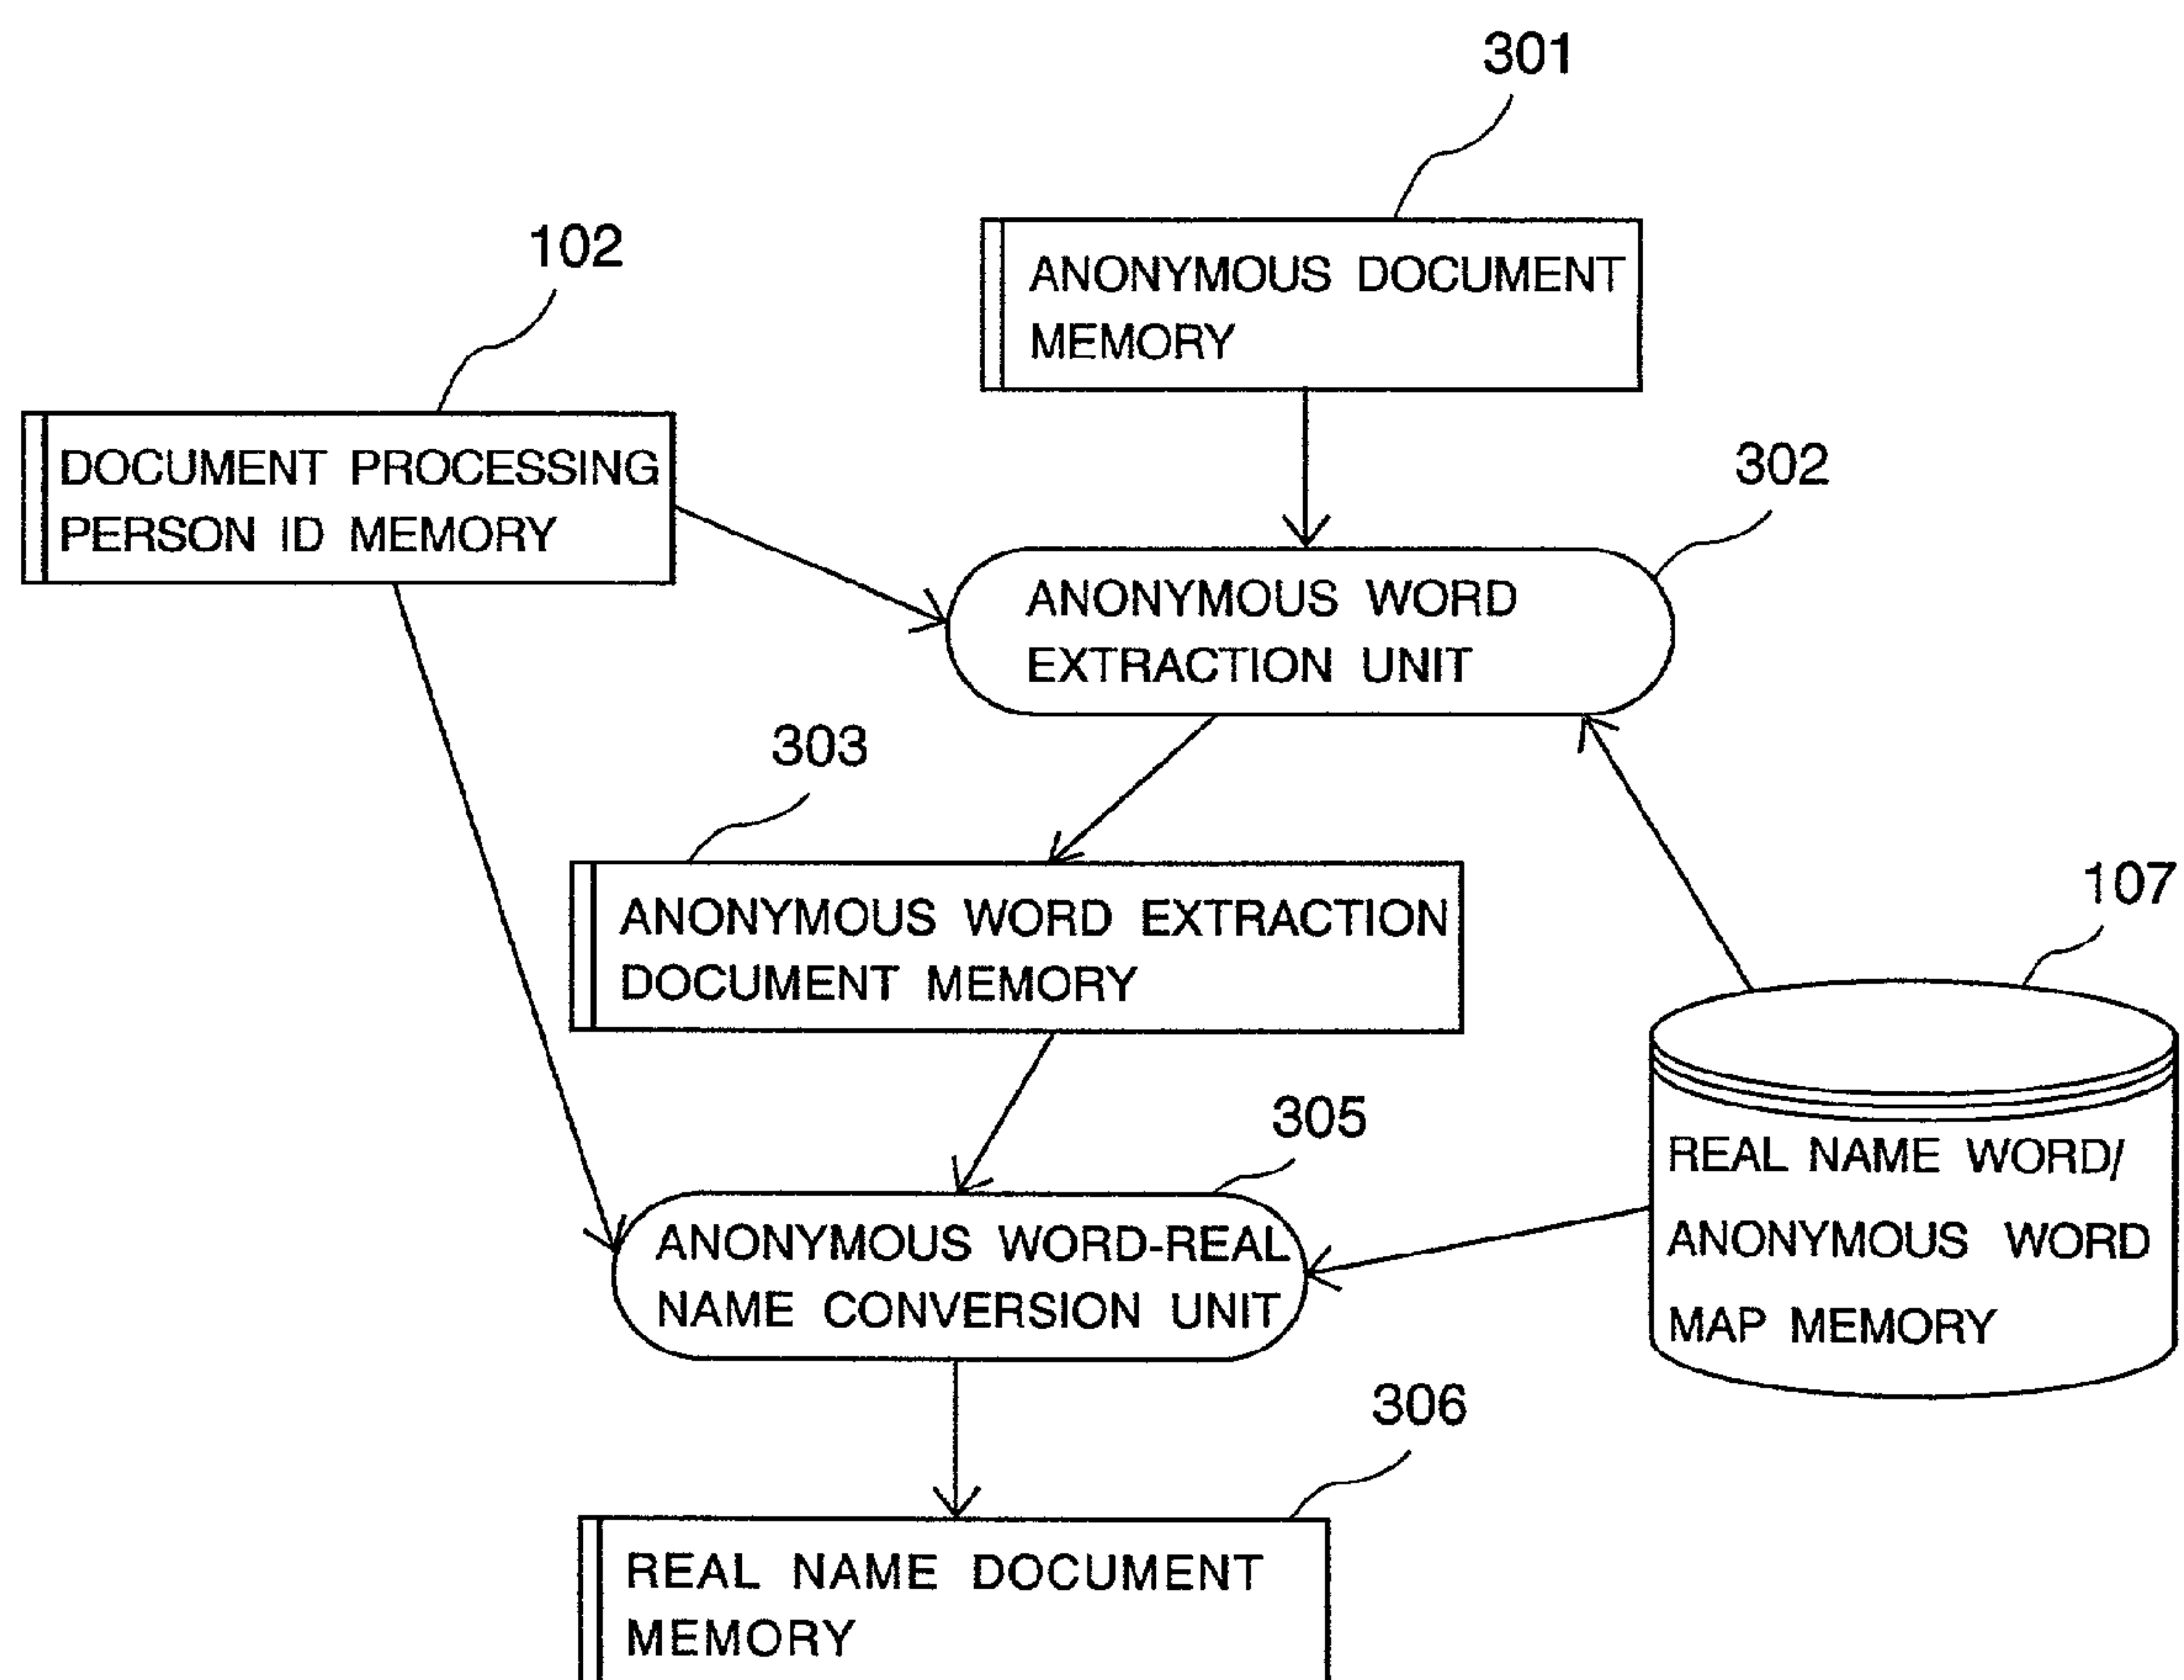 301
ANONYMOUS DOCUMENT
MEMORY
102
DOCUMENT PROCESSING
PERSON ID MEMORY
302
ANONYMOUS WORD
EXTRACTION UNIT
303
ANONYMOUS WORD EXTRACTION
DOCUMENT MEMORY
107
REAL NAME WORD/
ANONYMOUS WORD
MAP MEMORY
305
ANONYMOUS WORD-REAL
NAME CONVERSION UNIT
306
REAL NAME DOCUMENT
MEMORY